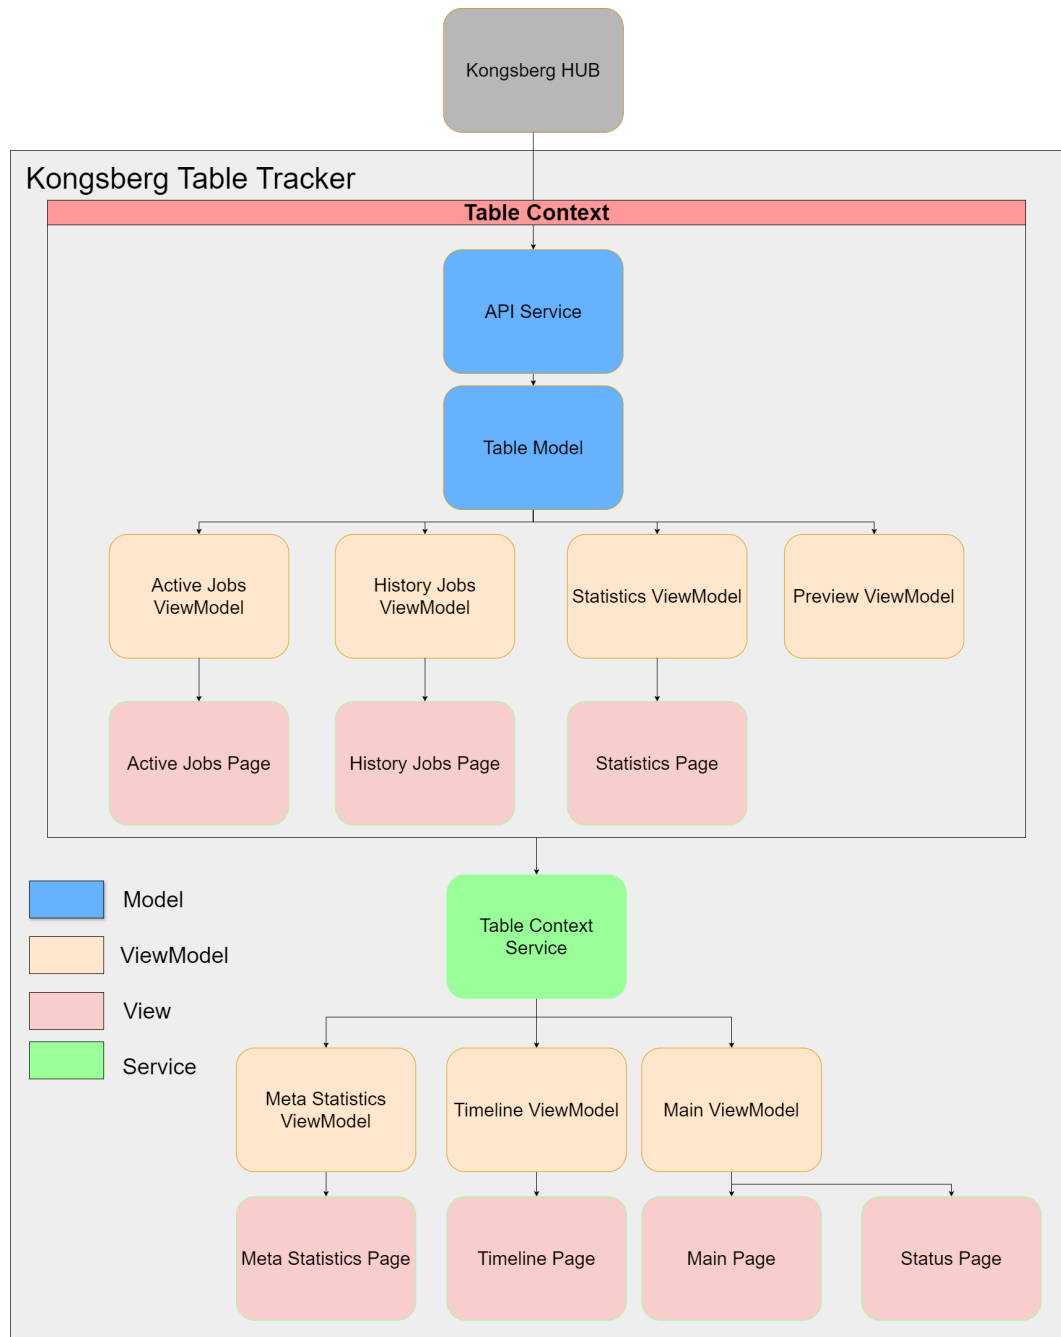 Kongsberg HUB
Kongsberg Table Tracker
Table Context
API Service
Table Model
Active Jobs
ViewModel
History Jobs
ViewModel
Statistics ViewModel
Preview ViewModel
Active Jobs Page
History Jobs Page
Statistics Page
Table Context
Service
Model
ViewModel
View
Service
Meta Statistics
ViewModel
Timeline ViewModel
Main ViewModel
Meta Statistics Page
Timeline Page
Main Page
Status Page